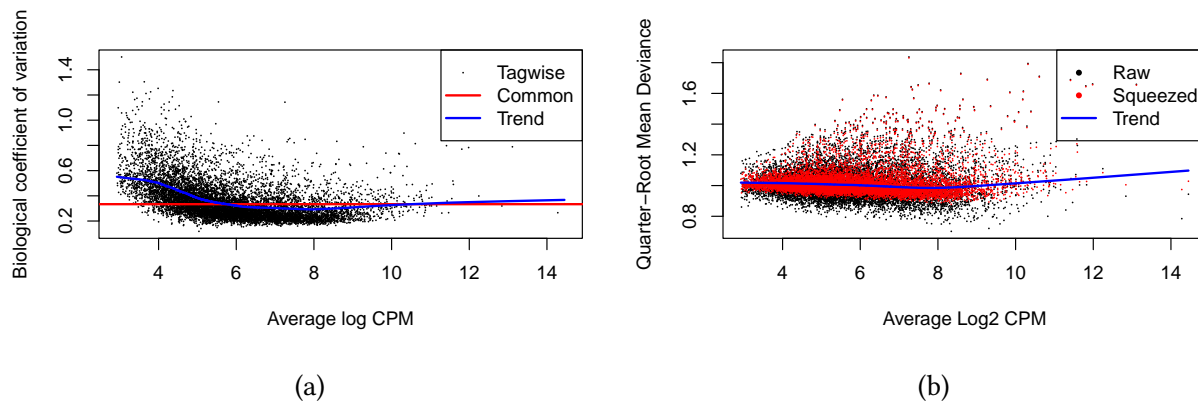 Biological coefficient of variation
1.4
1.0
0.6
0.2
Tagwise
Common
Trend
4 6 8 10 12 14
Average log CPM
(a)
Quarter−Root Mean Deviance
1.6
1.2
0.8
Raw
Squeezed
Trend
4 6 8 10 12 14
Average Log2 CPM
(b)